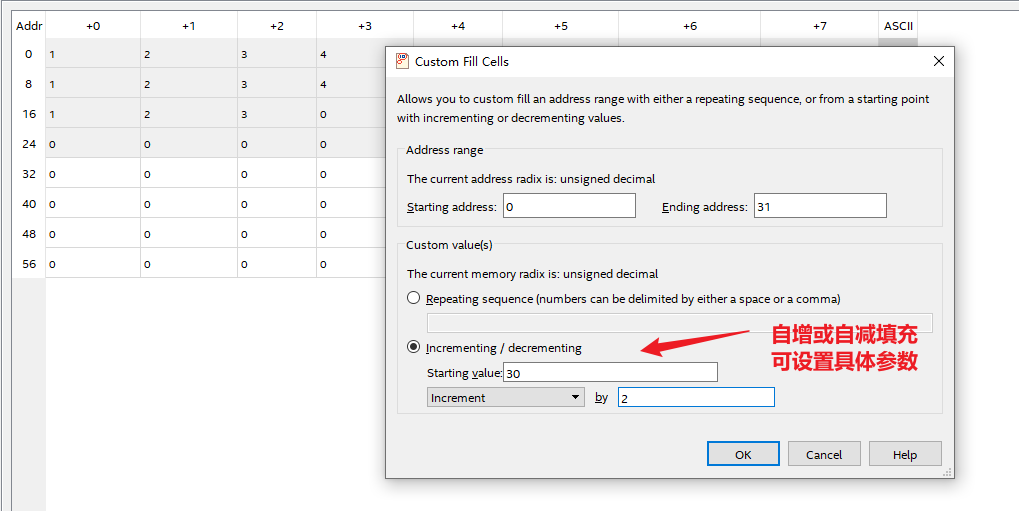 Addr +0 +1 +2 +3 +4 +5 +6 +7 ASCII
0 1 2 3 4
8 1 2 3 4
16 1 2 3 0
24 0 0 0 0
32 0 0 0 0
40 0 0 0 0
48 0 0 0 0
56 0 0 0 0
Custom Fill Cells
Allows you to custom fill an address range with either a repeating sequence, or from a starting point
with incrementing or decrementing values.
Address range
The current address radix is: unsigned decimal
Starting address: 0 Ending address: 31
Custom value(s)
The current memory radix is: unsigned decimal
Repeating sequence (numbers can be delimited by either a space or a comma)
Incrementing / decrementing
Starting value: 30
Increment by 2
自增或自减填充
可设置具体参数
OK Cancel Help